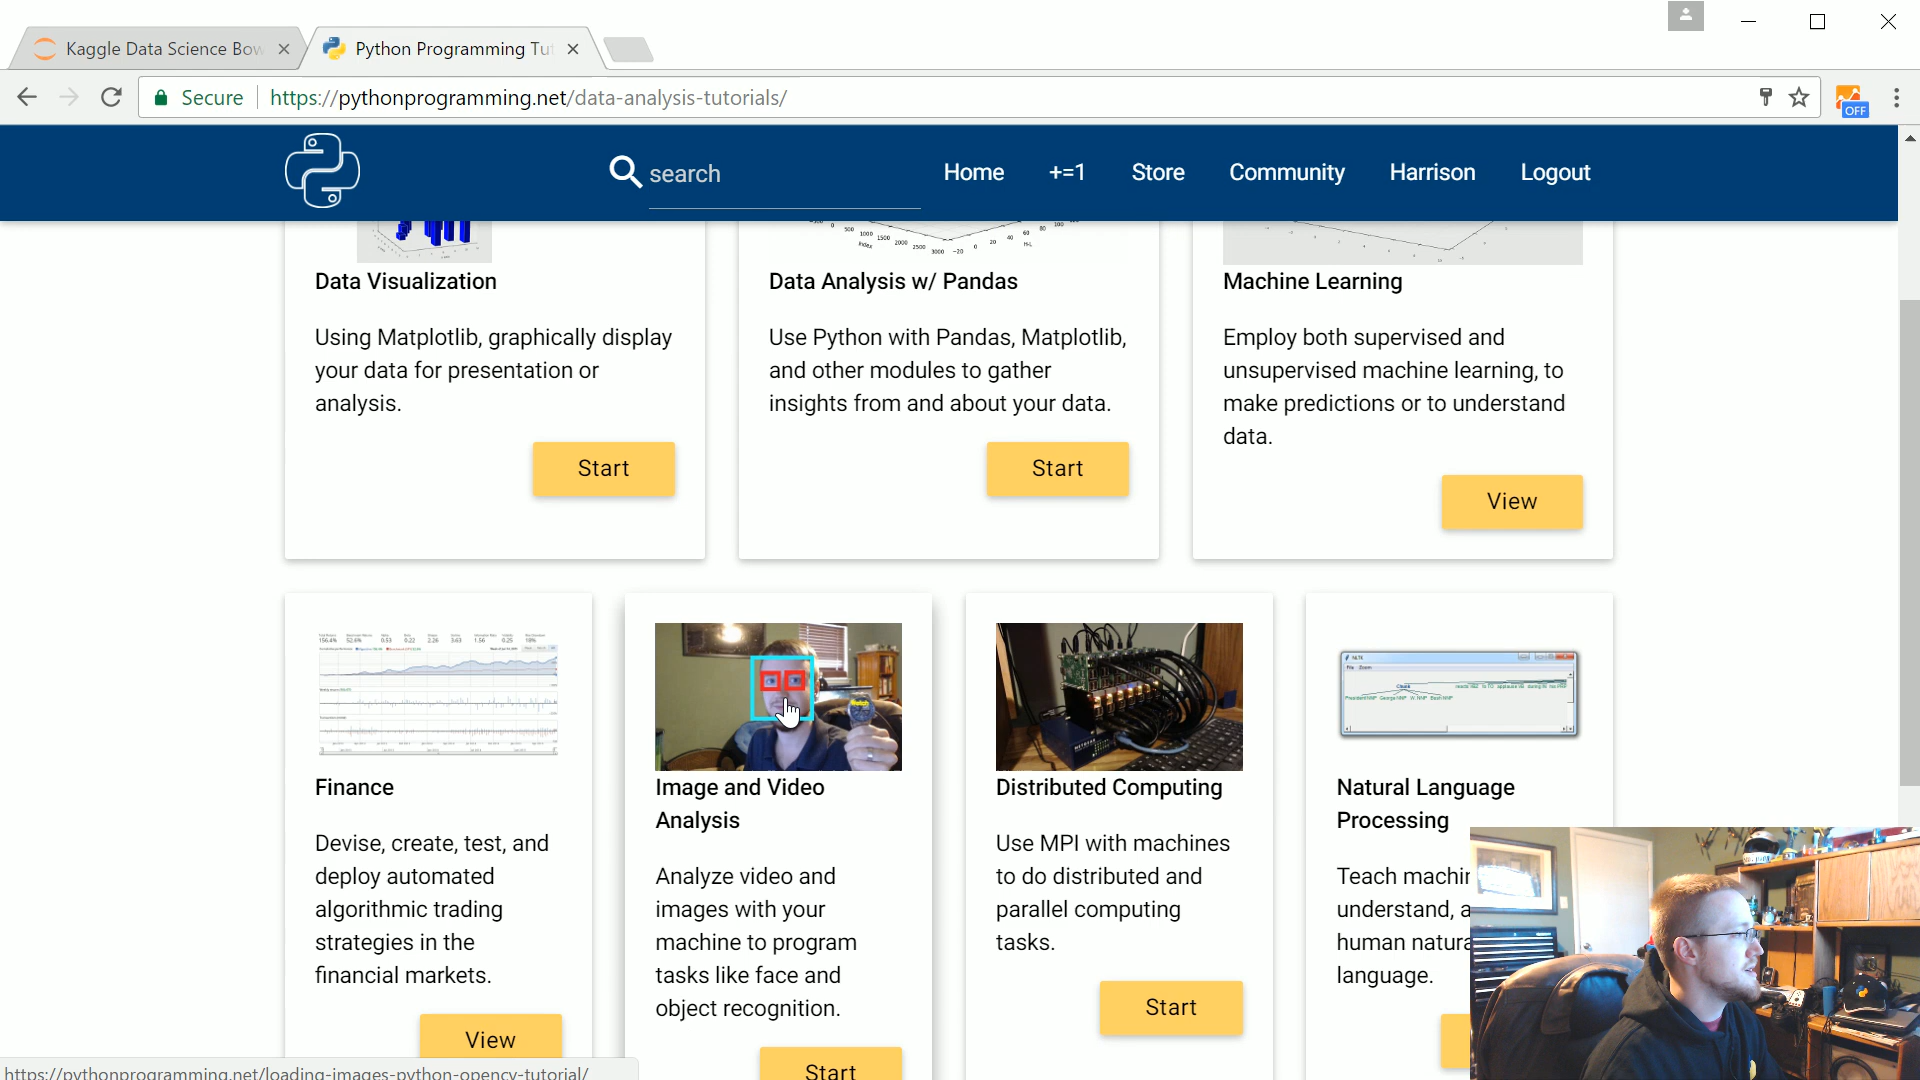 Kaggle Data Science Bow
Python Programming Tut
Secure
https://pythonprogramming.net/data-analysis-tutorials/
OFF
search
Home
+=1
Store
Community
Harrison
Logout
Data Visualization
Using Matplotlib, graphically display
your data for presentation or
analysis.
Start
Data Analysis w/ Pandas
Use Python with Pandas, Matplotlib,
and other modules to gather
insights from and about your data.
Start
Machine Learning
Employ both supervised and
unsupervised machine learning, to
make predictions or to understand
data.
View
Finance
Devise, create, test, and
deploy automated
algorithmic trading
strategies in the
financial markets.
View
Image and Video
Analysis
Analyze video and
images with your
machine to program
tasks like face and
object recognition.
Start
Distributed Computing
Use MPI with machines
to do distributed and
parallel computing
tasks.
Start
Natural Language
Processing
Teach machin
understand, a
human natura
language.
https://pythonprogramming.net/loading-images-python-opencv-tutorial/